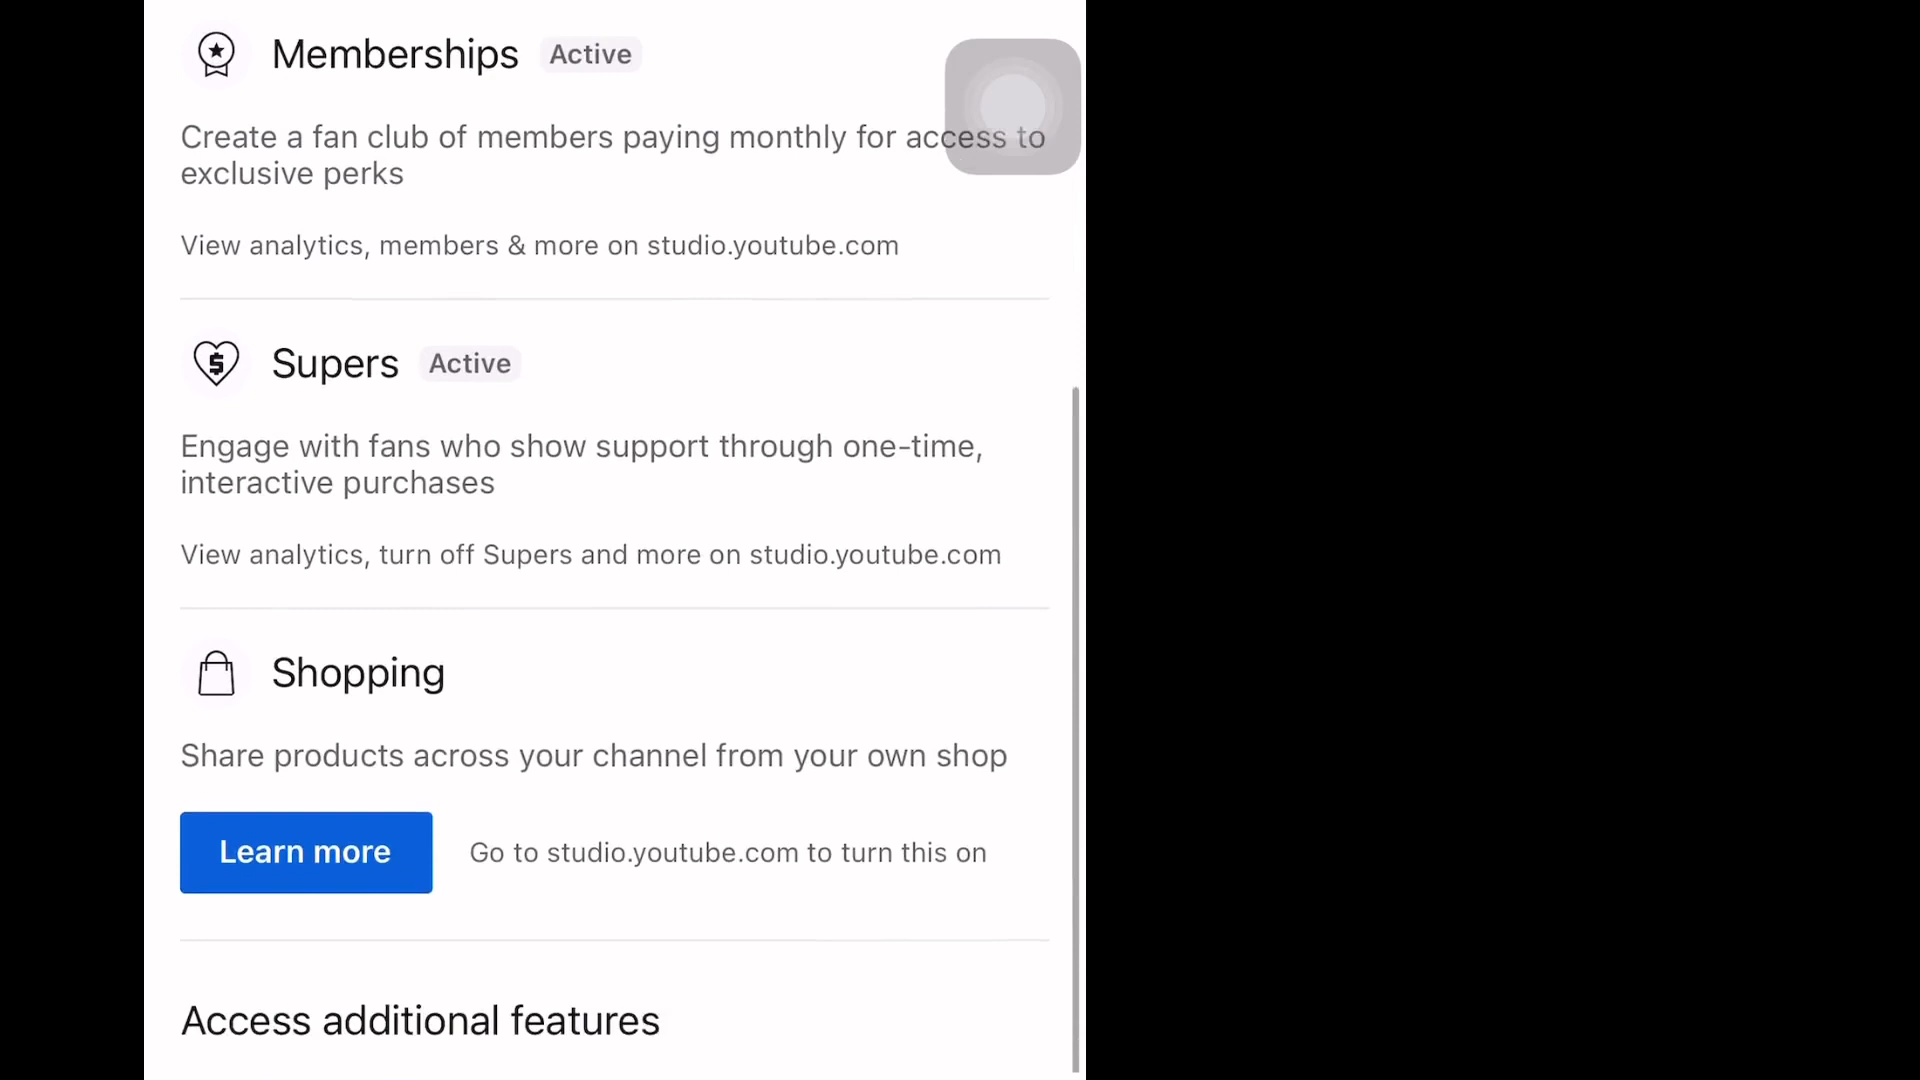 Memberships Active
Create a fan club of members paying monthly for access to
exclusive perks
View analytics, members & more on studio.youtube.com
Supers Active
Engage with fans who show support through one-time,
interactive purchases
View analytics, turn off Supers and more on studio.youtube.com
Shopping
Share products across your channel from your own shop
Learn more Go to studio.youtube.com to turn this on
Access additional features